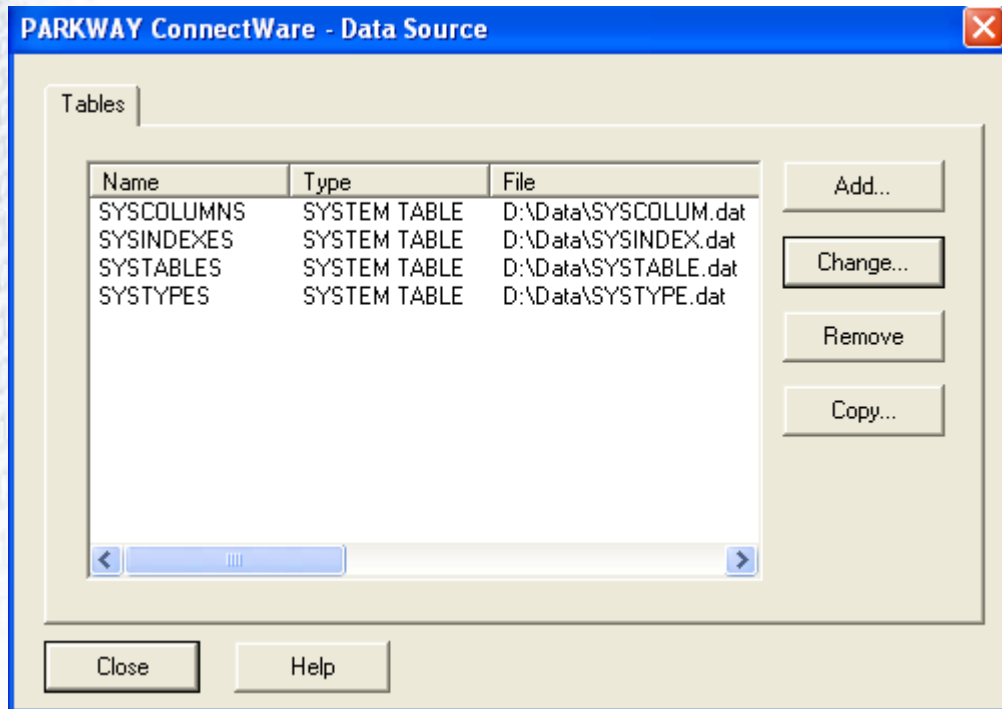 PARKWAY ConnectWare - Data Source
Tables
Name Type File
SYSCOLUMNS SYSTEM TABLE D:\Data\SYSCOLUM.dat
SYSINDEXES SYSTEM TABLE D:\Data\SYSINDEX.dat
SYSTABLES SYSTEM TABLE D:\Data\SYSTABLE.dat
SYSTYPES SYSTEM TABLE D:\Data\SYSTYPE.dat
Add...
Change...
Remove
Copy...
Close Help